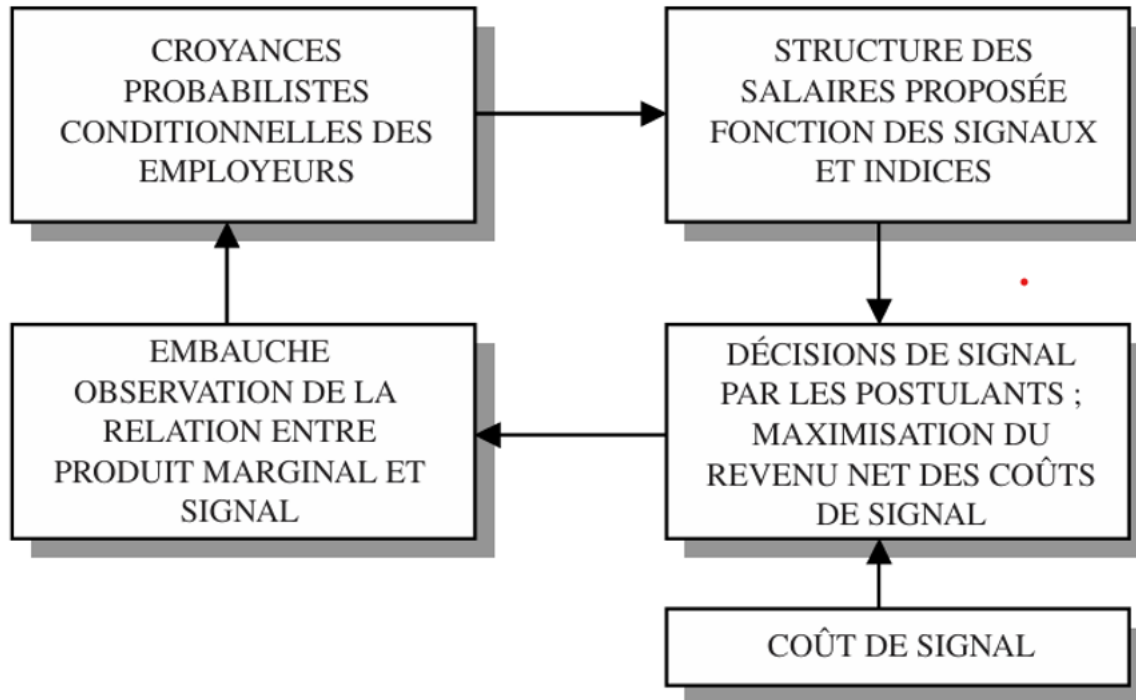 CROYANCES
PROBABILISTES
CONDITIONNELLES DES
EMPLOYEURS
STRUCTURE DES
SALAIRES PROPOSÉE
FONCTION DES SIGNAUX
ET INDICES
EMBAUCHE
OBSERVATION DE LA
RELATION ENTRE
PRODUIT MARGINAL ET
SIGNAL
DÉCISIONS DE SIGNAL
PAR LES POSTULANTS ;
MAXIMISATION DU
REVENU NET DES COÛTS
DE SIGNAL
COÛT DE SIGNAL